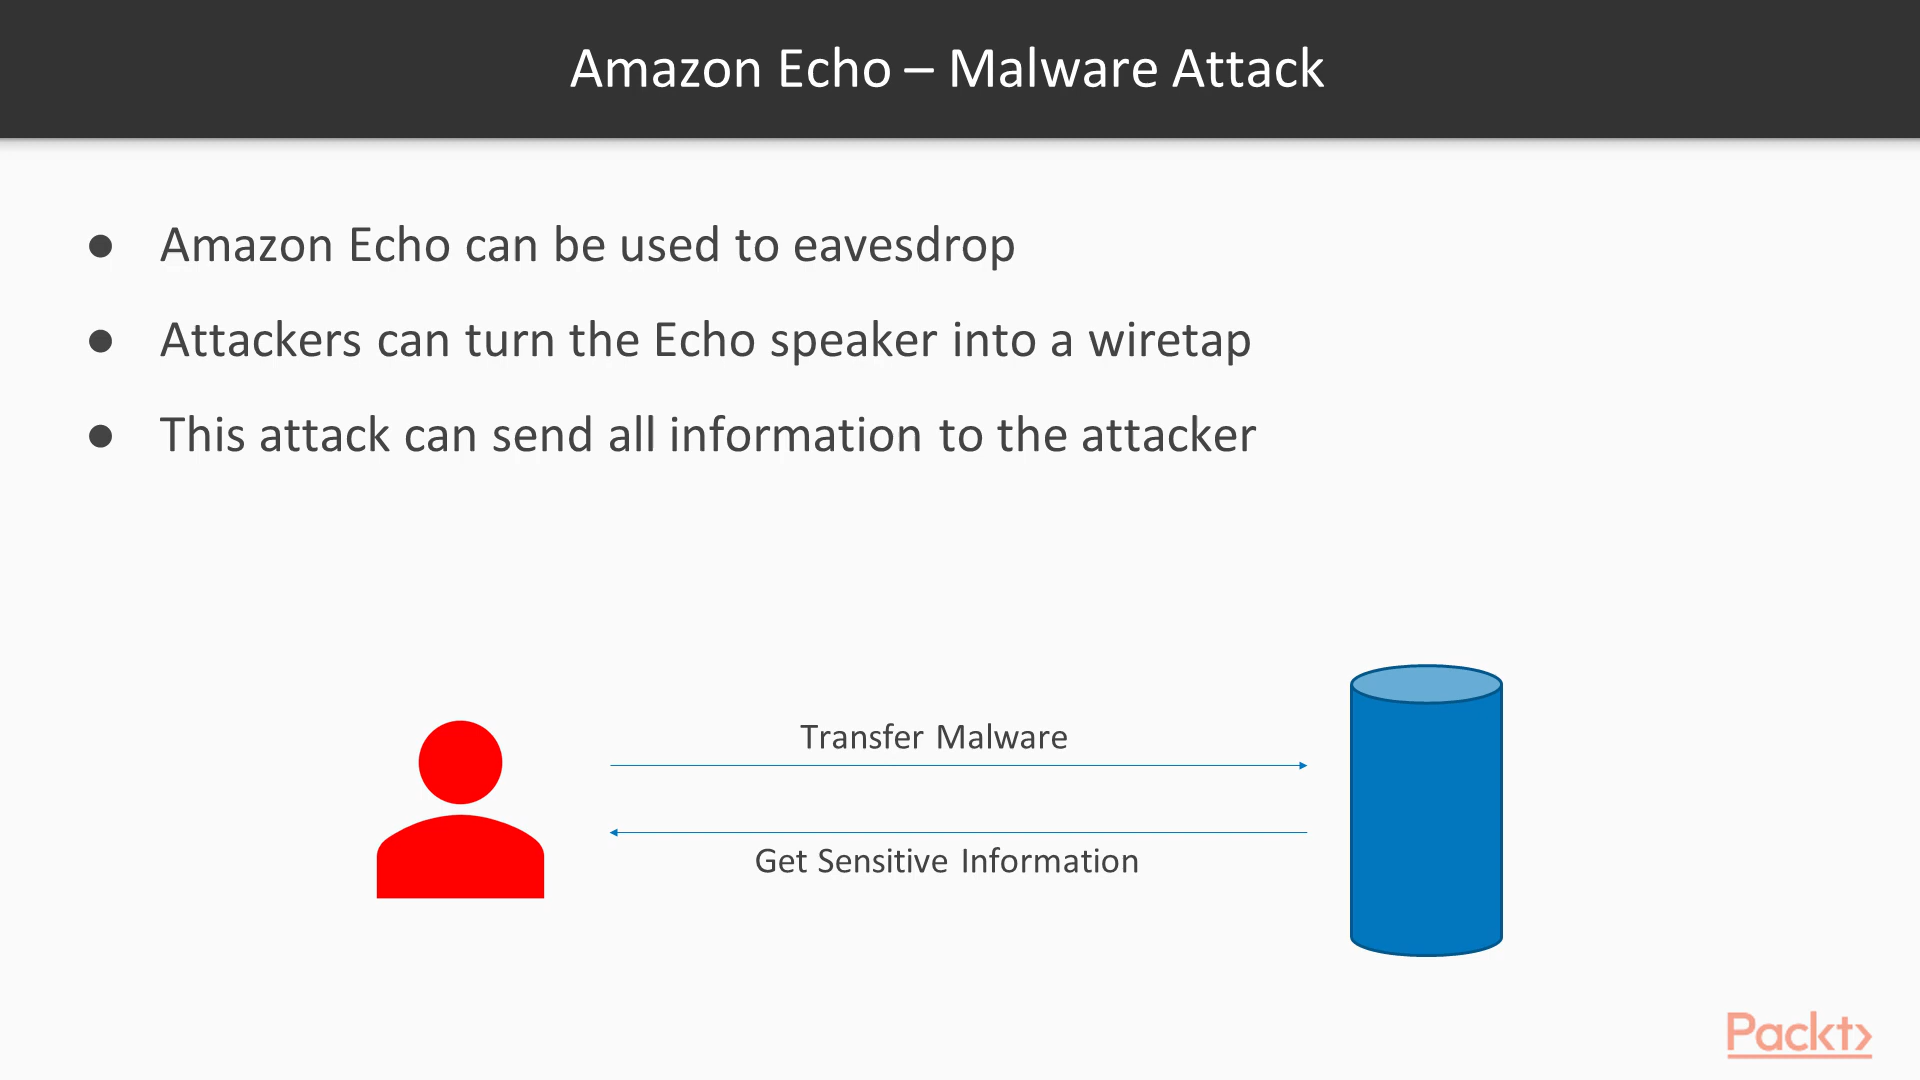 Amazon Echo – Malware Attack
● Amazon Echo can be used to eavesdrop
● Attackers can turn the Echo speaker into a wiretap
● This attack can send all information to the attacker
Transfer Malware
Get Sensitive Information
Packt>